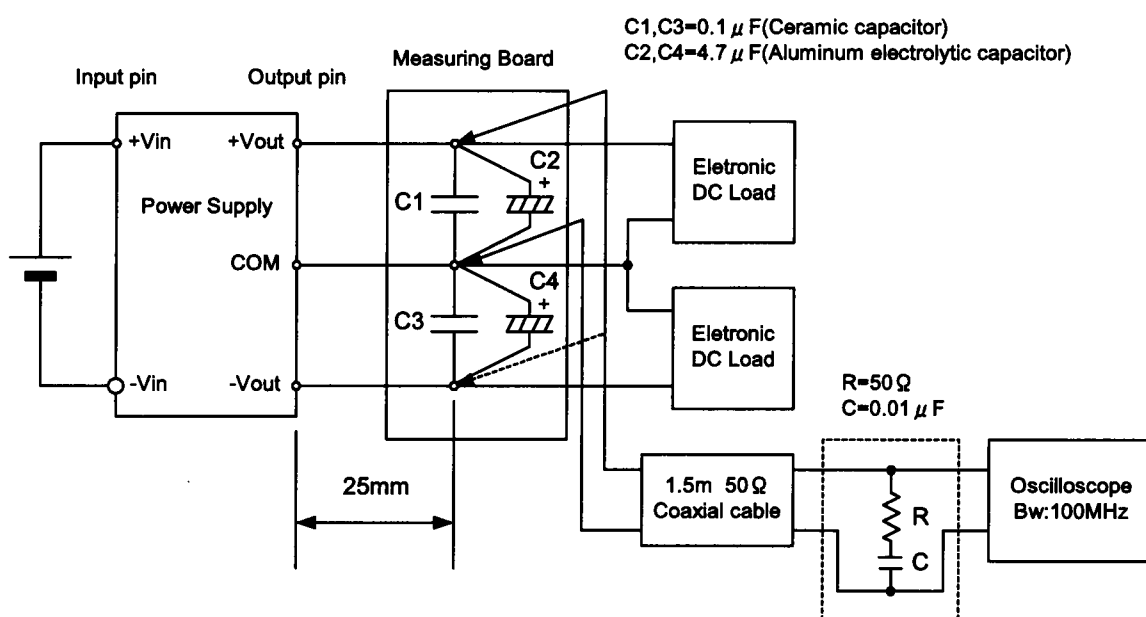 C1,C3=0.1 μ F(Ceramic capacitor)
C2,C4=4.7 μ F(Aluminum electrolytic capacitor)
Measuring Board
Input pin
Output pin
+Vin
+Vout
C2
+
Eletronic
DC Load
C1
Power Supply
COM
C4
+
C3
Eletronic
DC Load
-Vin
-Vout
R=50Ω
C=0.01 μ F
25mm
1.5m 50Ω
Coaxial cable
R
C
Oscilloscope
Bw:100MHz